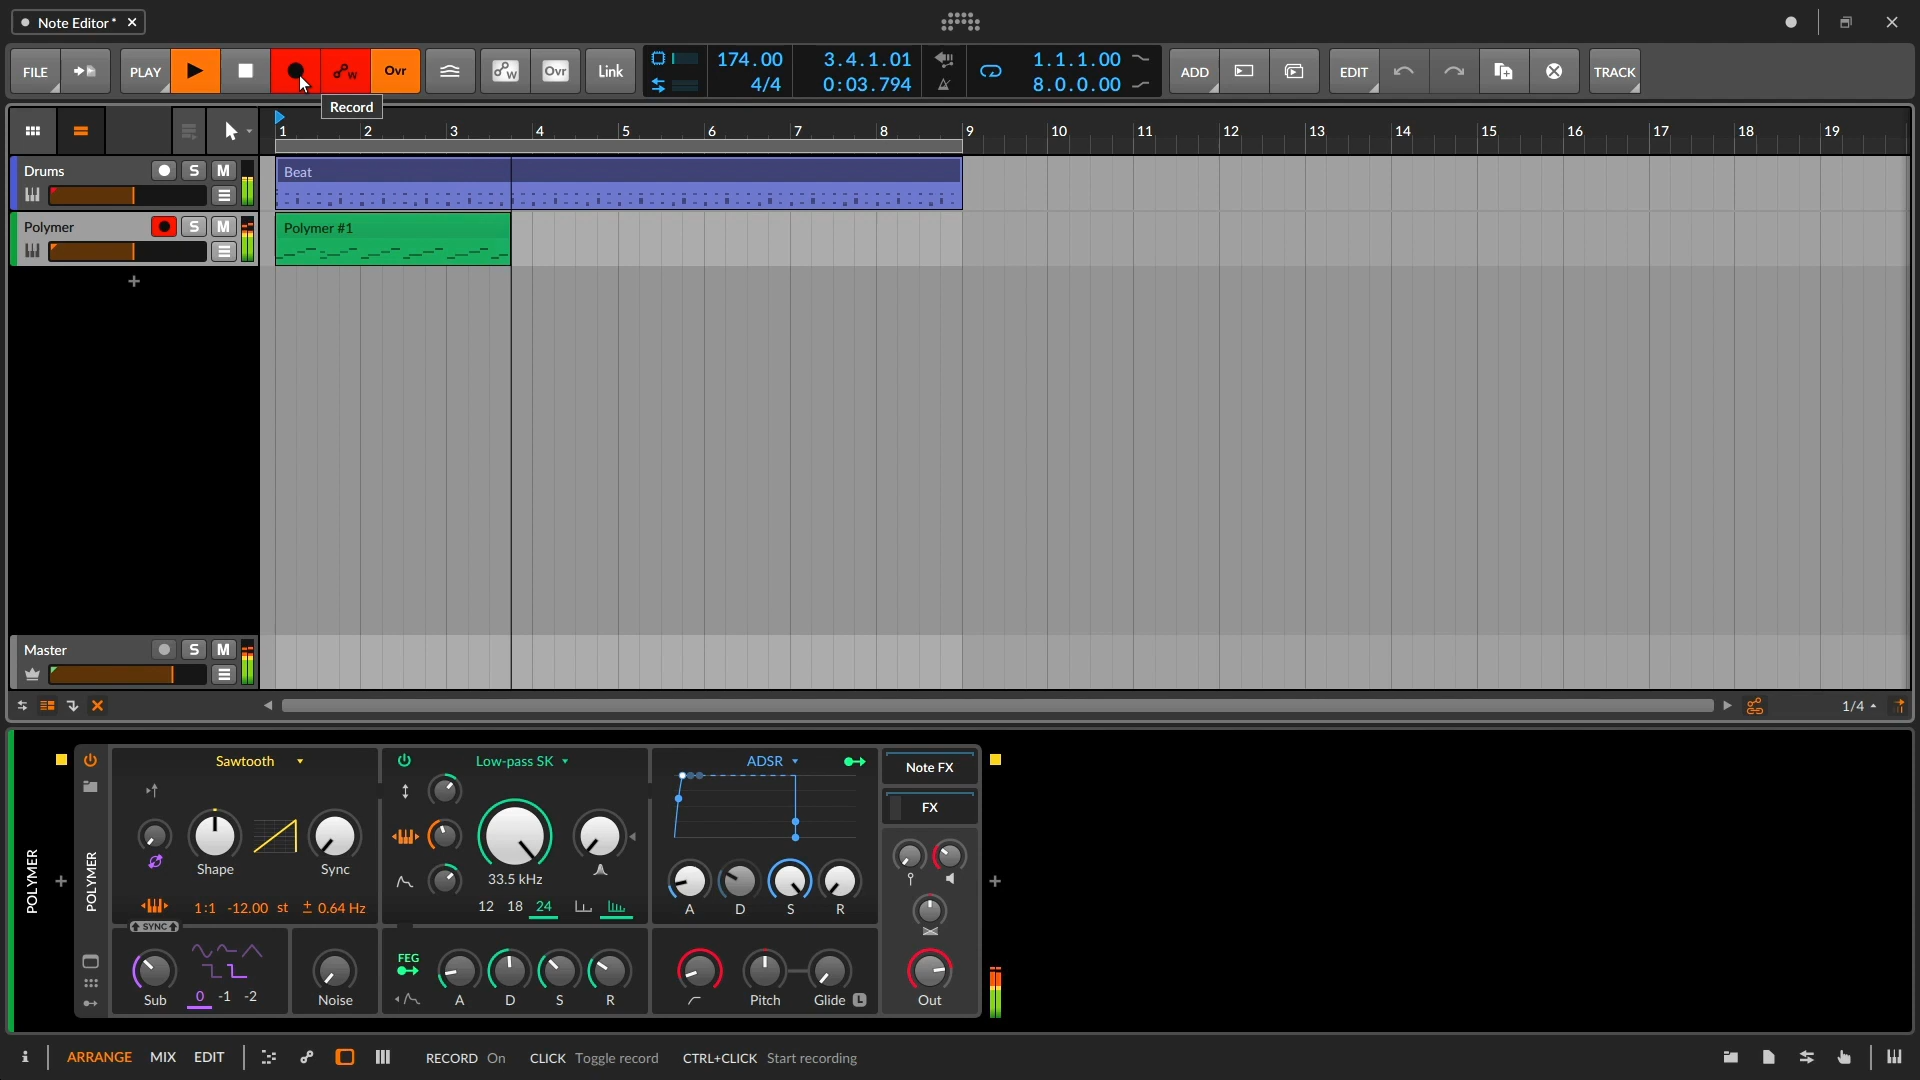 Note Editor*
FILE
PLAY
Ovr
Ovr
Link
174.00
4/4
3.4.1.01
0:03.794
1.1.1.00
8.0.0.00
ADD
EDIT
TRACK
Record
1 2 3 4 5 6 7 8 9 10 11 12 13 14 15 16 17 18 19
Drums S M
Beat
Polymer S M
Polymer #1
Master S M
1/4
POLYMER
POLYMER
Sawtooth
Shape
Sync
1:1 -12.00 st ± 0.64 Hz
SYNC
Sub
0 -1 -2
Noise
Low-pass SK
33.5 kHz
12 18 24
FEG
A D S R
ADSR
A D S R
Pitch
Glide L
Note FX
FX
Out
ARRANGE MIX EDIT
RECORD On CLICK Toggle record CTRL+CLICK Start recording